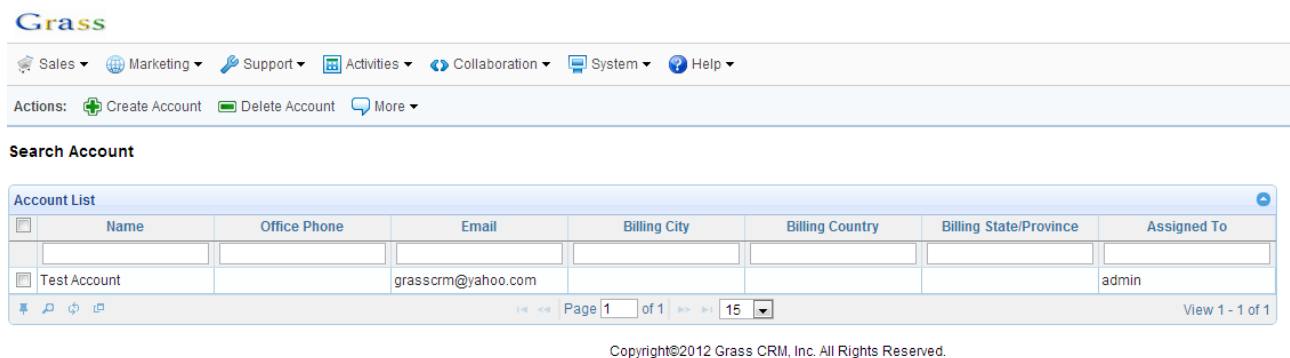 Grass
Sales Marketing Support Activities Collaboration System Help
Actions: Create Account Delete Account More
Search Account
Account List
Name Office Phone Email Billing City Billing Country Billing State/Province Assigned To
Test Account grasscrm@yahoo.com admin
Page 1 of 1 15 View 1 - 1 of 1
Copyright©2012 Grass CRM, Inc. All Rights Reserved.